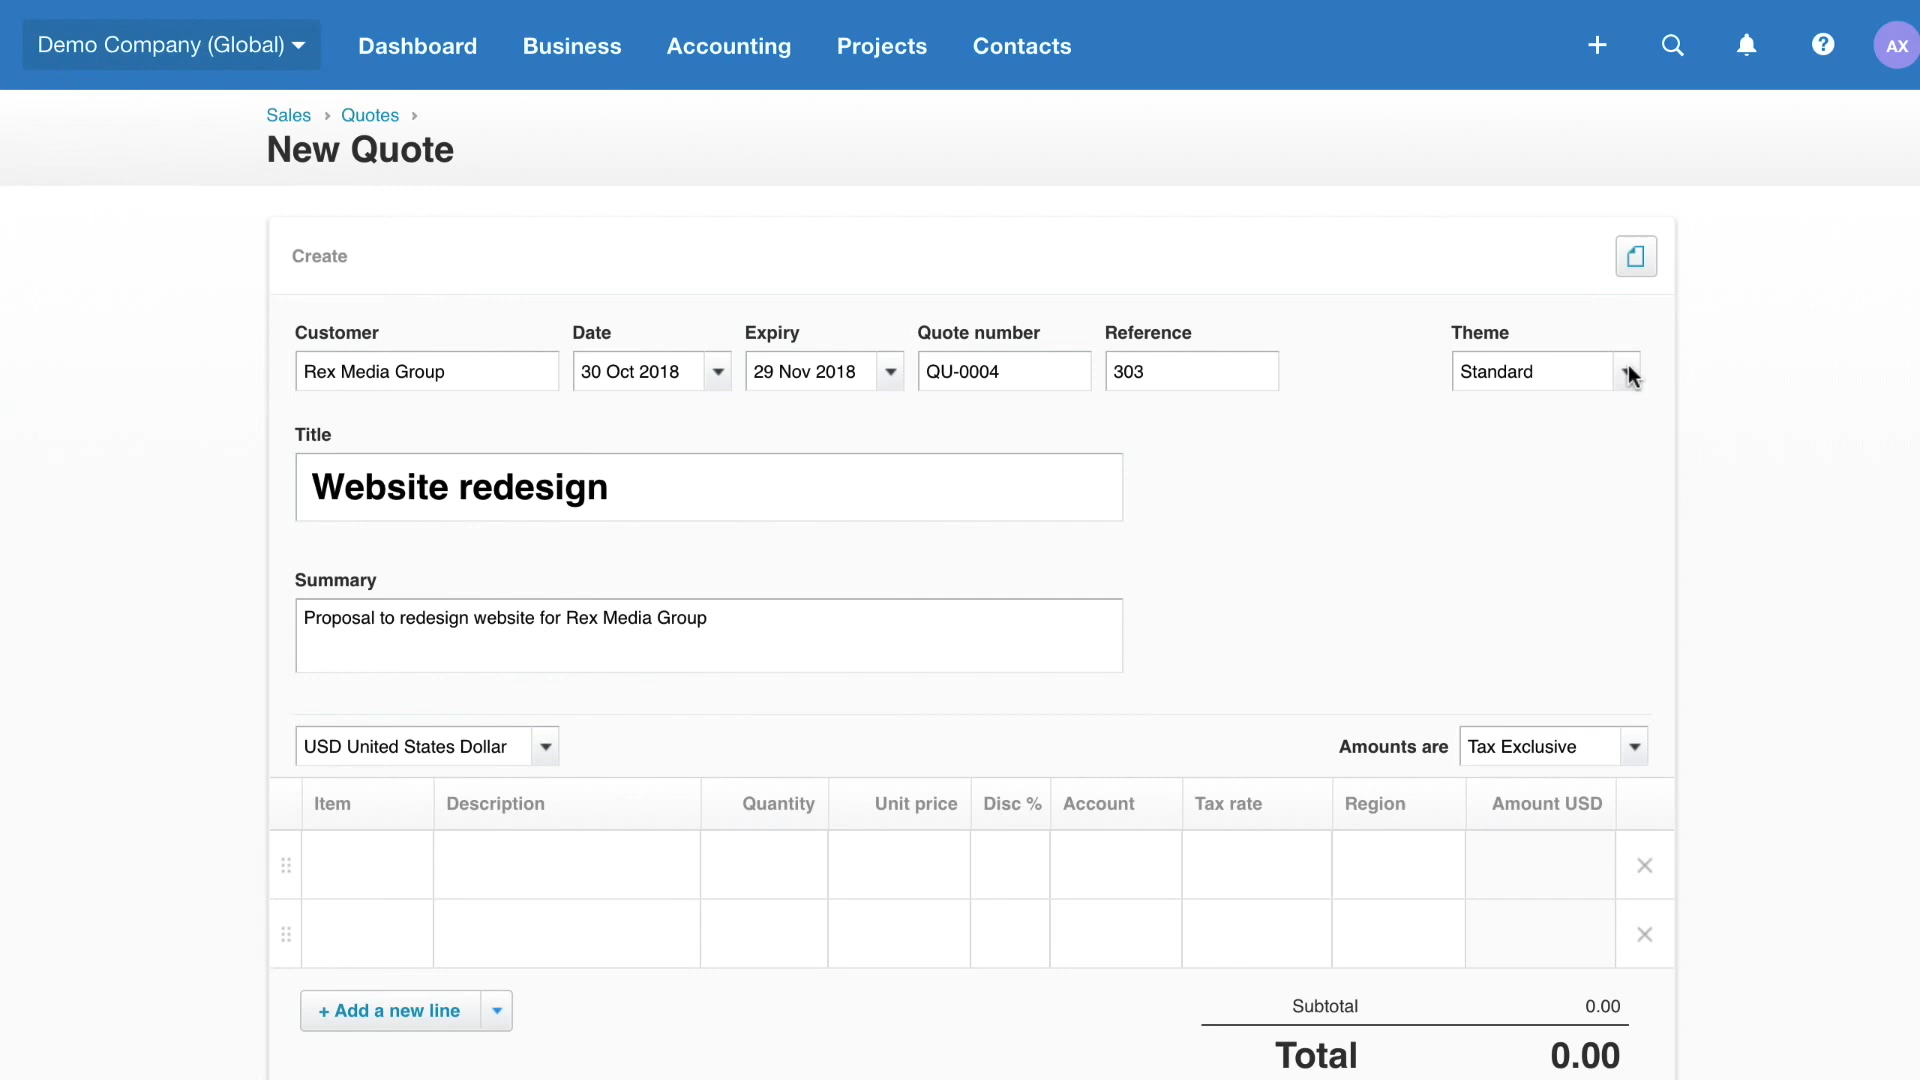 Demo Company (Global) Dashboard Business Accounting Projects Contacts AX
Sales › Quotes ›
New Quote
Create
Customer Date Expiry Quote number Reference Theme
Rex Media Group 30 Oct 2018 29 Nov 2018 QU-0004 303 Standard
Title
Website redesign
Summary
Proposal to redesign website for Rex Media Group
USD United States Dollar Amounts are Tax Exclusive
Item Description Quantity Unit price Disc % Account Tax rate Region Amount USD
+ Add a new line Subtotal 0.00
Total 0.00